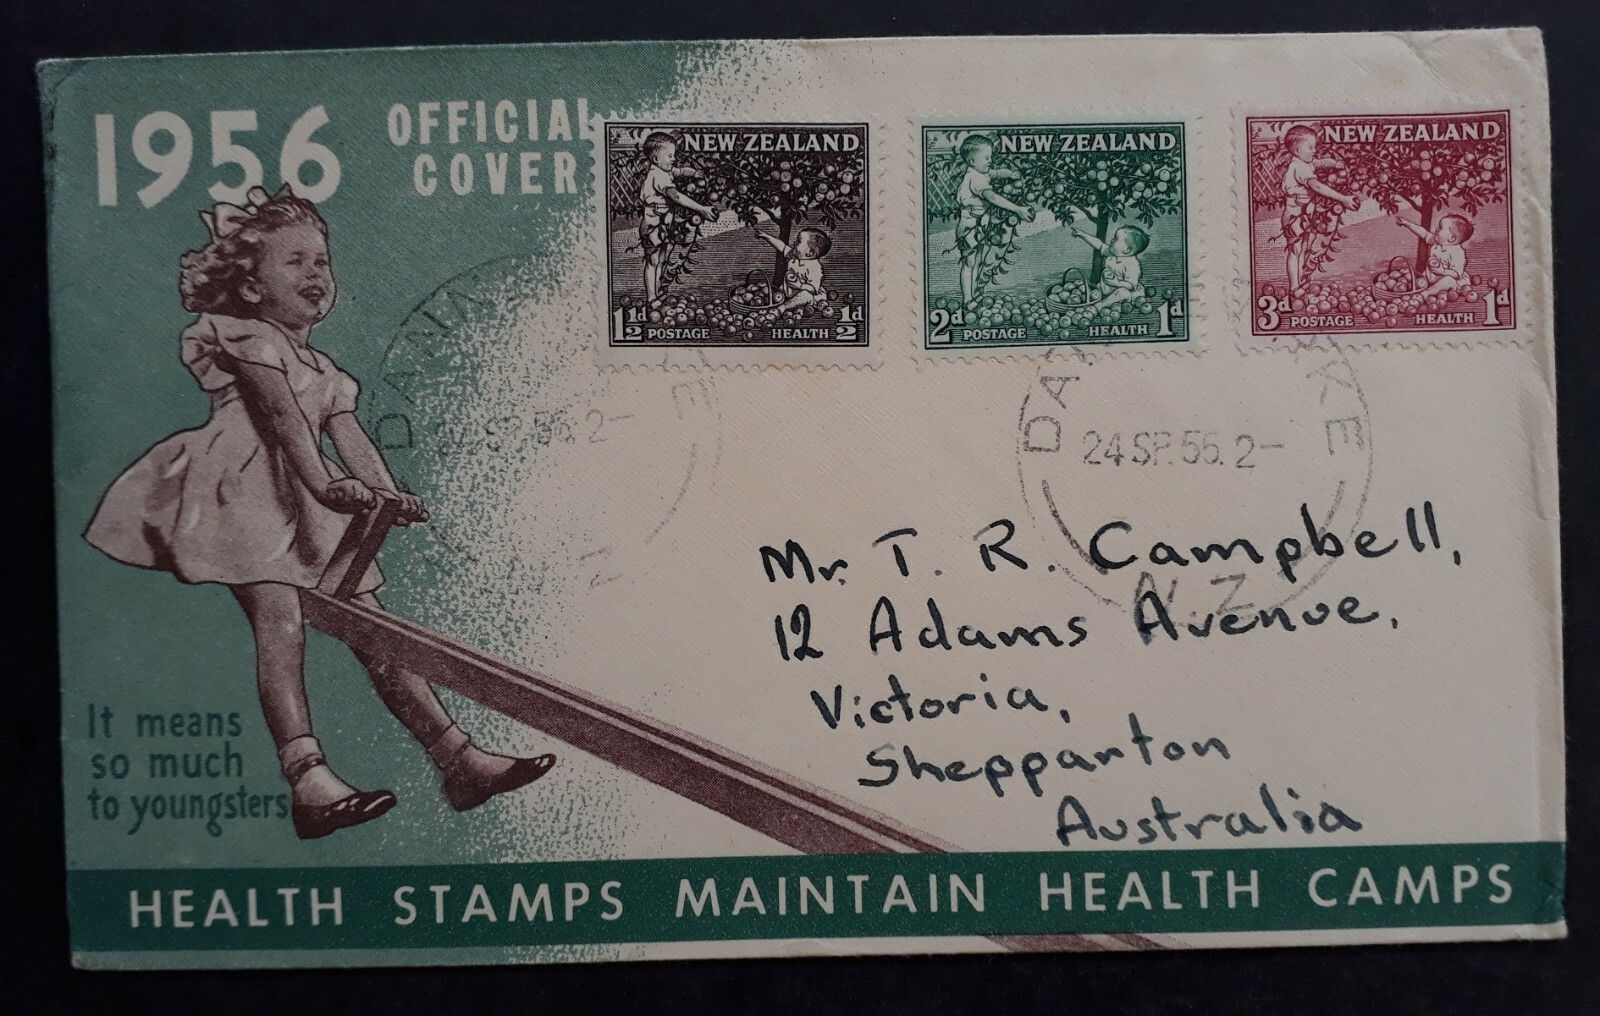 1956
OFFICIAL
COVER
NEW ZEALAND
1½d POSTAGE HEALTH ½d
NEW ZEALAND
2d POSTAGE HEALTH 1d
NEW ZEALAND
3d POSTAGE HEALTH 1d
24 SP. 56. 2-
24 SP. 56. 2-
N.Z
Mr. T. R. Campbell,
12 Adams Avenue,
Victoria,
Shepparton
Australia
It means
so much
to youngsters
HEALTH STAMPS MAINTAIN HEALTH CAMPS